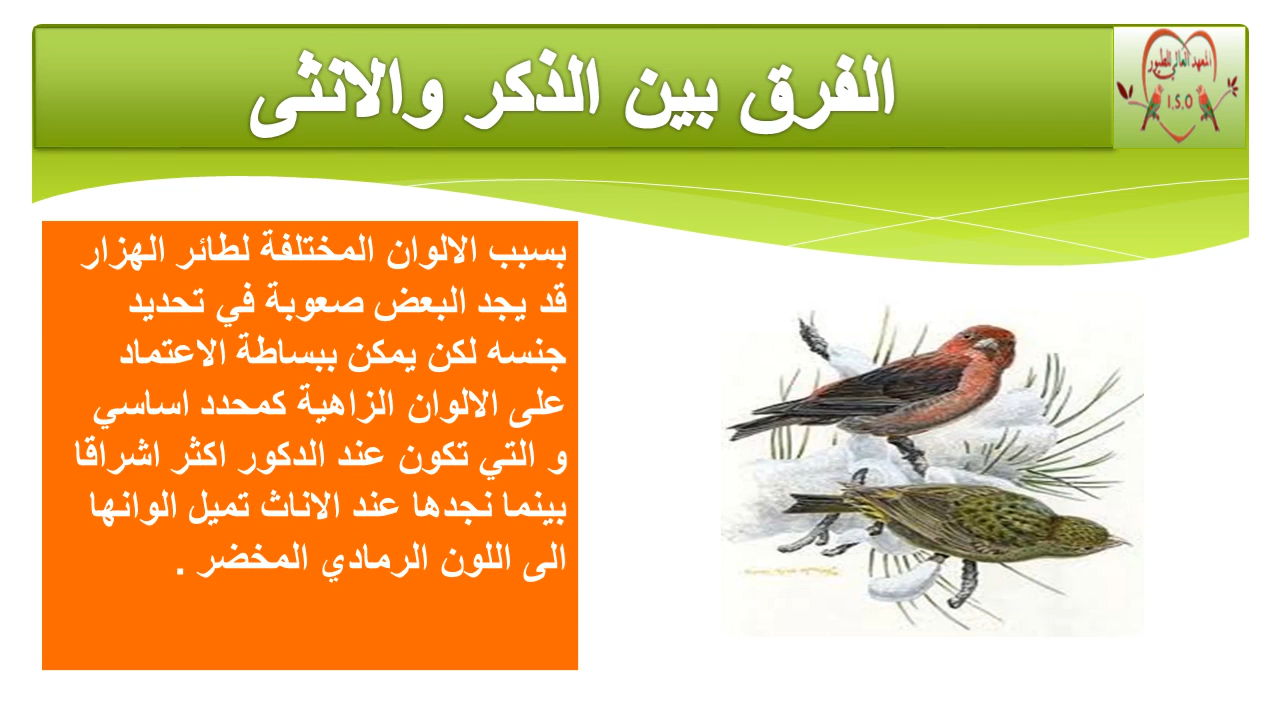 الفرق بين الذكر والانثى
المعهد العالي للطيور
I.S.O
بسبب الالوان المختلفة لطائر الهزار
قد يجد البعض صعوبة في تحديد
جنسه لكن يمكن ببساطة الاعتماد
على الالوان الزاهية كمحدد اساسي
و التي تكون عند الدكور اكثر اشراقا
بينما نجدها عند الاناث تميل الوانها
الى اللون الرمادي المخضر .